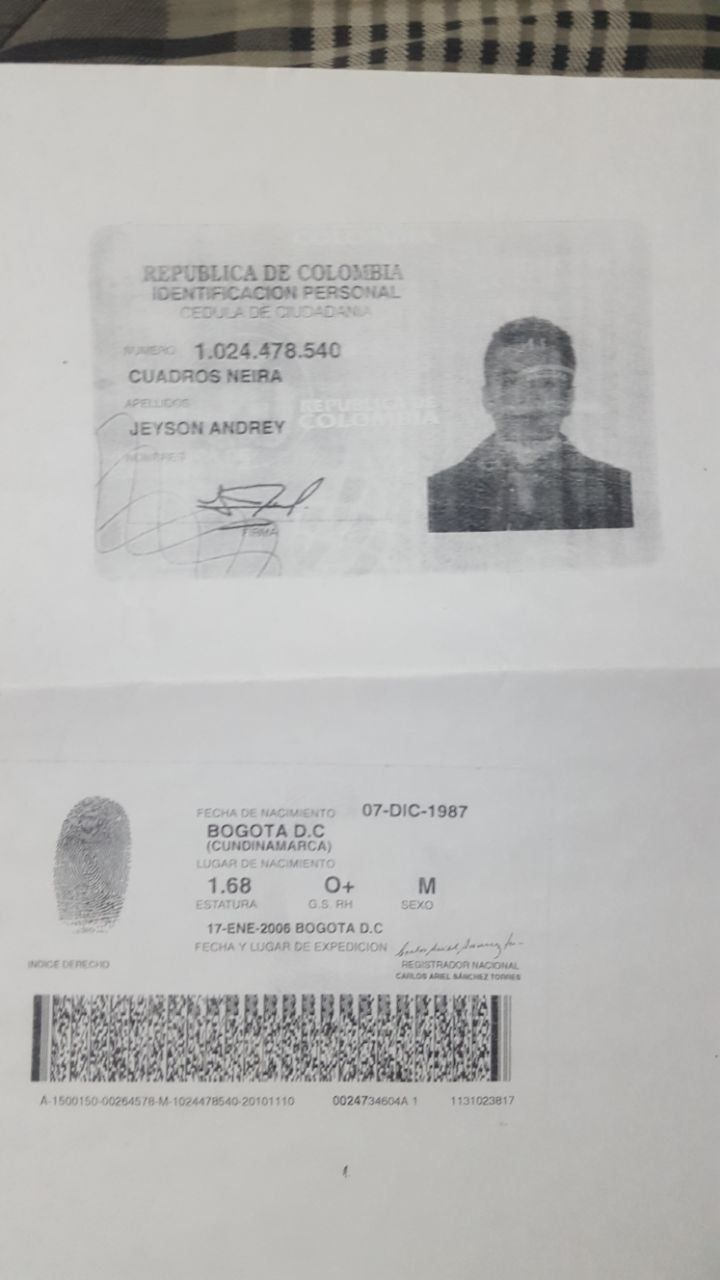 REPUBLICA DE COLOMBIA
IDENTIFICACION PERSONAL
CEDULA DE CIUDADANIA
NUMERO 1.024.478.540
CUADROS NEIRA
APELLIDOS
REPUBLICA DE
COLOMBIA
JEYSON ANDREY
NOMBRES
FIRMA
FECHA DE NACIMIENTO 07-DIC-1987
BOGOTA D.C
(CUNDINAMARCA)
LUGAR DE NACIMIENTO
1.68 O+ M
ESTATURA G.S. RH SEXO
17-ENE-2006 BOGOTA D.C
FECHA Y LUGAR DE EXPEDICION
INDICE DERECHO
REGISTRADOR NACIONAL
CARLOS ARIEL SÁNCHEZ TORRES
A-1500150-00264578-M-1024478540-20101110 0024734604A 1 1131023817